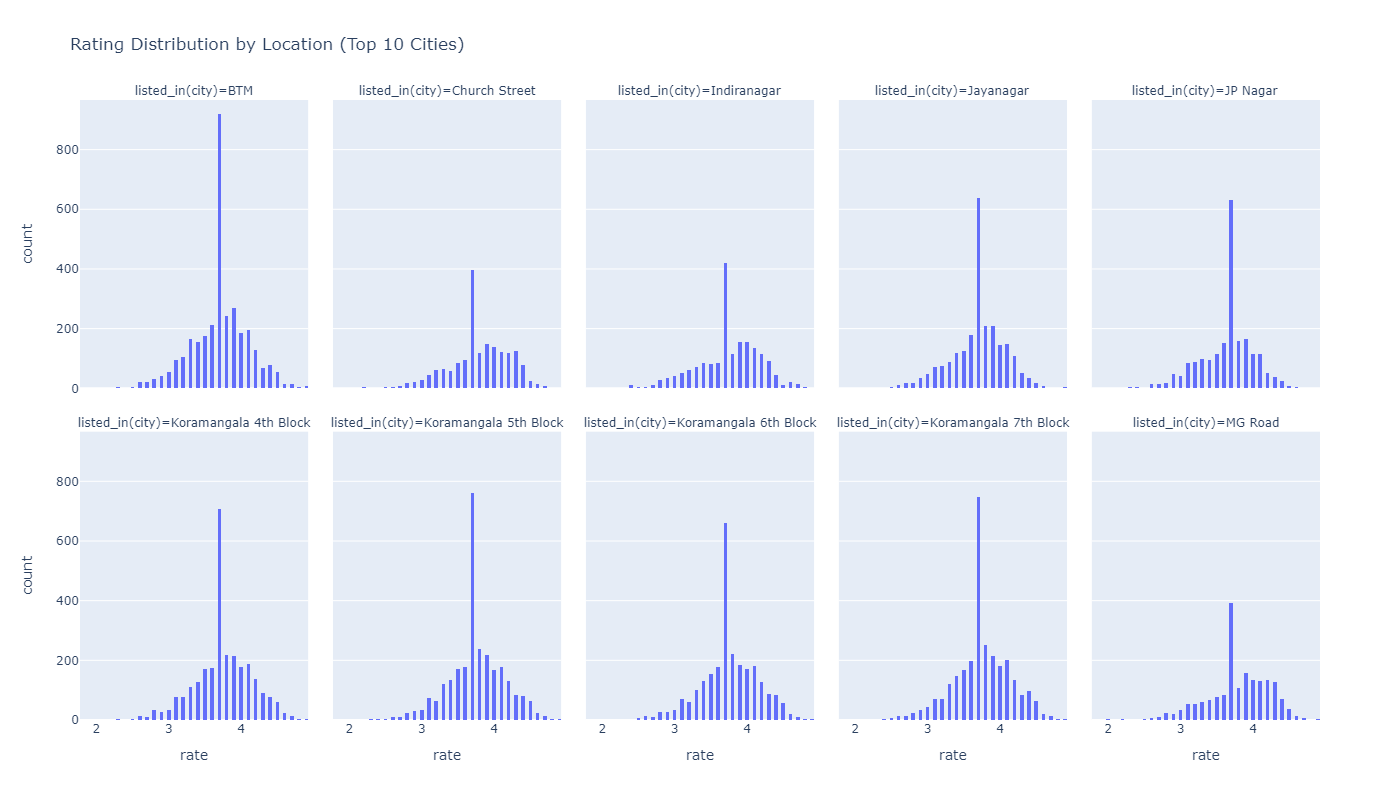 Rating Distribution by Location (Top 10 Cities)
listed_in(city)=BTM
listed_in(city)=Church Street
listed_in(city)=Indiranagar
listed_in(city)=Jayanagar
listed_in(city)=JP Nagar
800
600
400
200
0
count
listed_in(city)=Koramangala 4th Block
listed_in(city)=Koramangala 5th Block
listed_in(city)=Koramangala 6th Block
listed_in(city)=Koramangala 7th Block
listed_in(city)=MG Road
800
600
400
200
0
count
2 3 4
2 3 4
2 3 4
2 3 4
2 3 4
rate
rate
rate
rate
rate